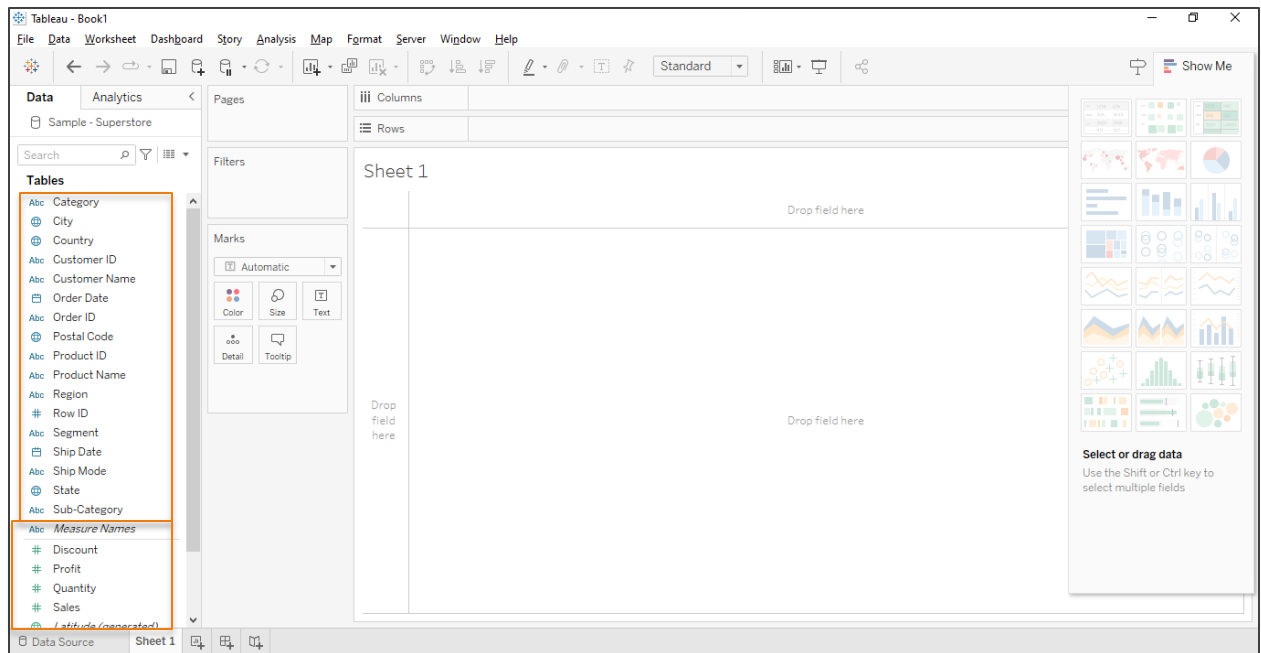 Tableau - Book1
File Data Worksheet Dashboard Story Analysis Map Format Server Window Help
Standard
Show Me
Data Analytics
Sample - Superstore
Search
Tables
Abc Category
City
Country
Abc Customer ID
Abc Customer Name
Order Date
Abc Order ID
Postal Code
Abc Product ID
Abc Product Name
Abc Region
# Row ID
Abc Segment
Ship Date
Abc Ship Mode
State
Abc Sub-Category
Abc Measure Names
# Discount
# Profit
# Quantity
# Sales
Latitude (generated)
Pages
Filters
Marks
T Automatic
Color Size Text
Detail Tooltip
Columns
Rows
Sheet 1
Drop field here
Drop
field
here
Drop field here
Select or drag data
Use the Shift or Ctrl key to
select multiple fields
Data Source Sheet 1